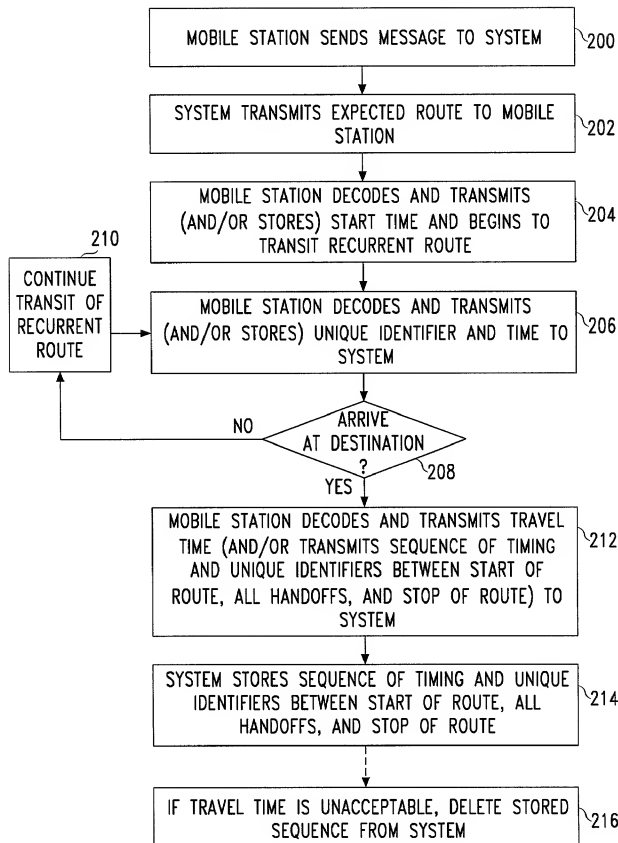 MOBILE STATION SENDS MESSAGE TO SYSTEM
200
SYSTEM TRANSMITS EXPECTED ROUTE TO MOBILE
STATION
202
MOBILE STATION DECODES AND TRANSMITS
(AND/OR STORES) START TIME AND BEGINS TO
TRANSIT RECURRENT ROUTE
204
210
CONTINUE
TRANSIT OF
RECURRENT
ROUTE
MOBILE STATION DECODES AND TRANSMITS
(AND/OR STORES) UNIQUE IDENTIFIER AND TIME TO
SYSTEM
206
NO
ARRIVE
AT DESTINATION
?
208
YES
MOBILE STATION DECODES AND TRANSMITS TRAVEL
TIME (AND/OR TRANSMITS SEQUENCE OF TIMING
AND UNIQUE IDENTIFIERS BETWEEN START OF
ROUTE, ALL HANDOFFS, AND STOP OF ROUTE) TO
SYSTEM
212
SYSTEM STORES SEQUENCE OF TIMING AND UNIQUE
IDENTIFIERS BETWEEN START OF ROUTE, ALL
HANDOFFS, AND STOP OF ROUTE
214
IF TRAVEL TIME IS UNACCEPTABLE, DELETE STORED
SEQUENCE FROM SYSTEM
216